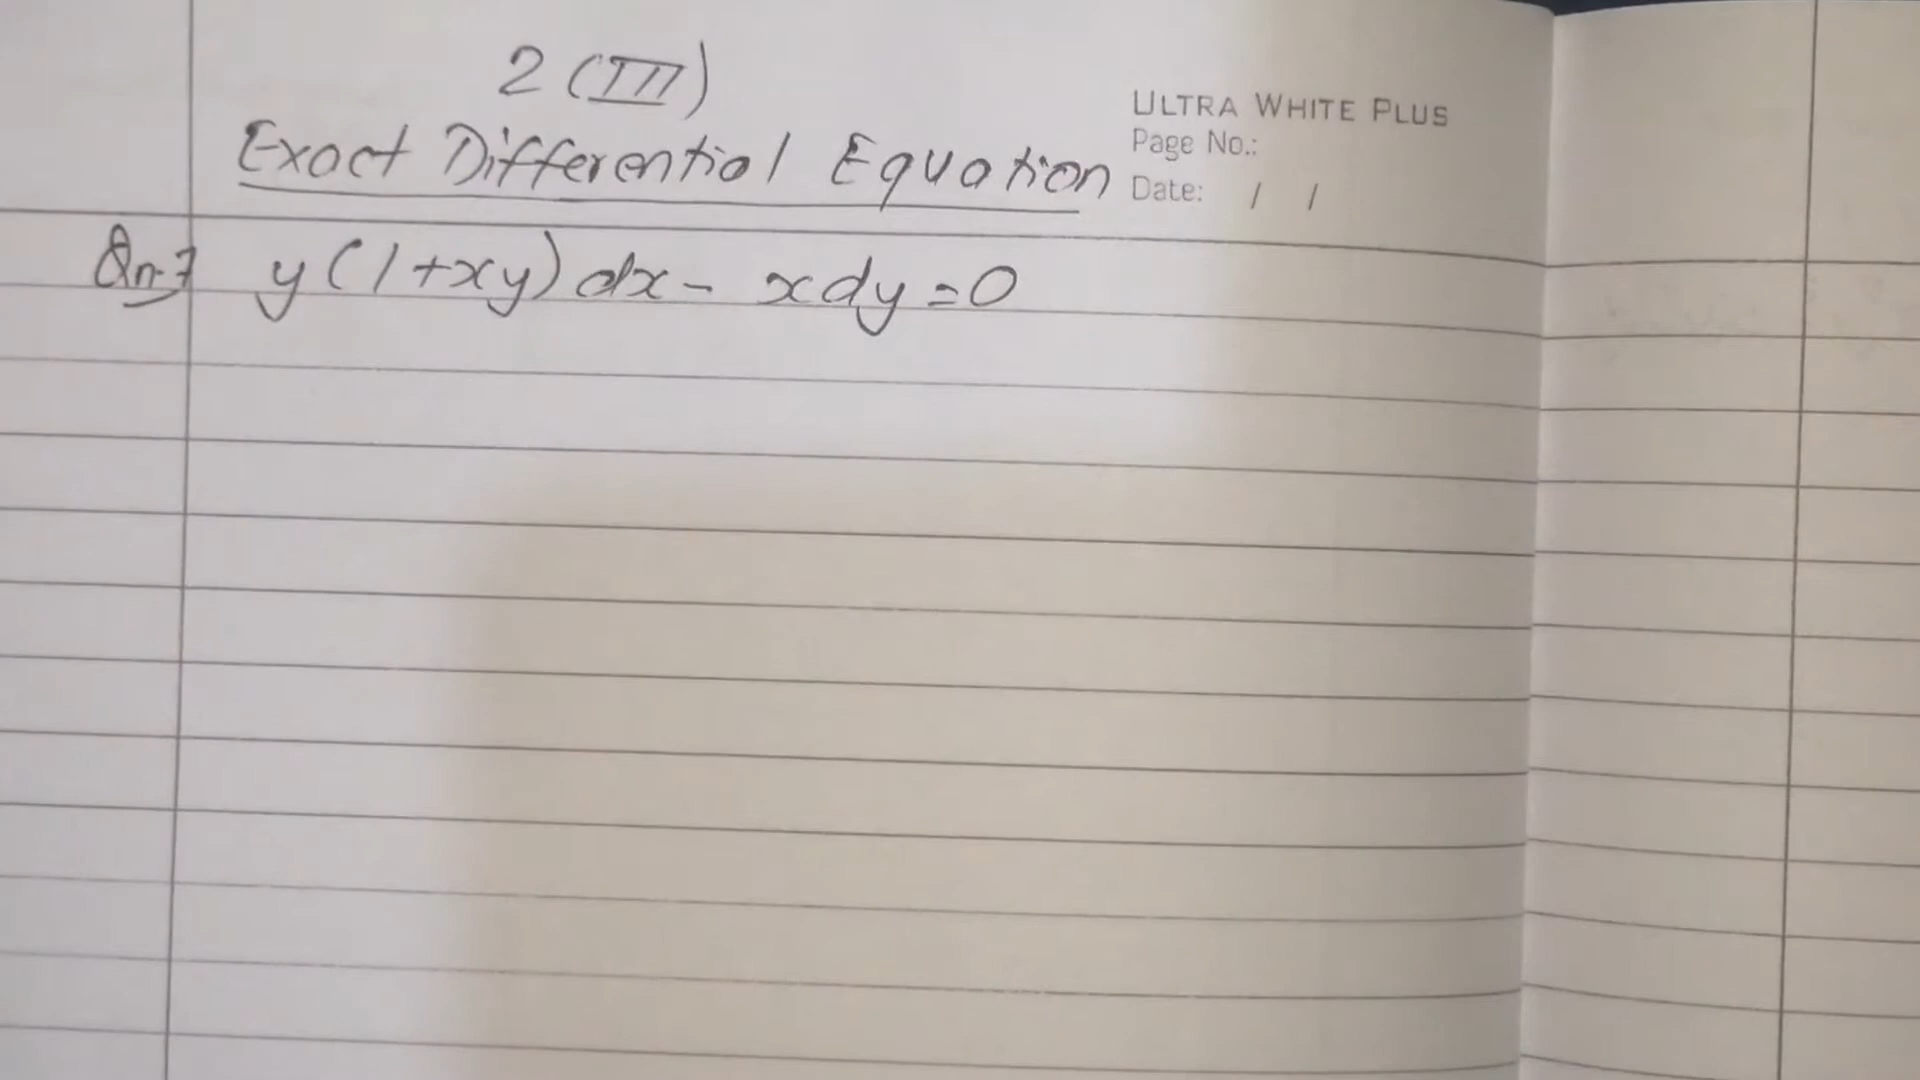 2 (III)
Exact Differential Equation
ULTRA WHITE PLUS
Page No.:
Date: / /
Qn.7 y(1+xy)dx - xdy=0